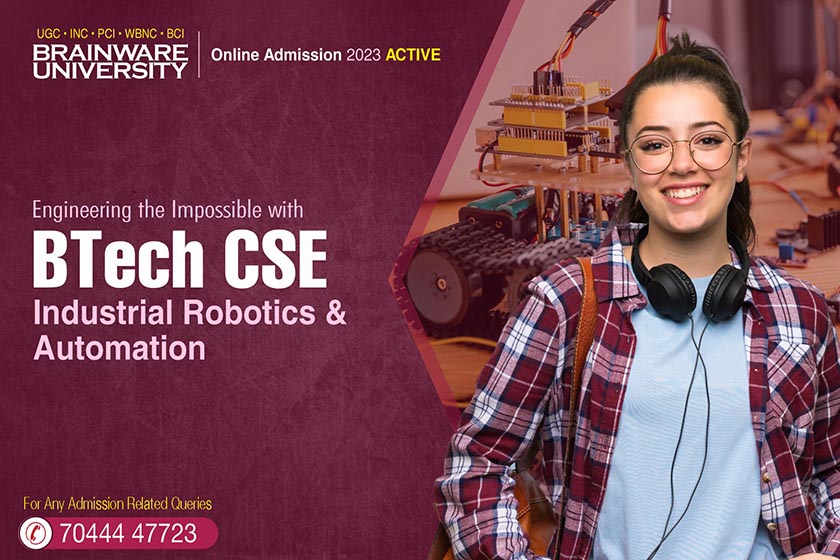 UGC • INC • PCI • WBNC • BCI
BRAINWARE
UNIVERSITY
Online Admission 2023 ACTIVE
Engineering the Impossible with
BTech CSE
Industrial Robotics &
Automation
For Any Admission Related Queries
70444 47723